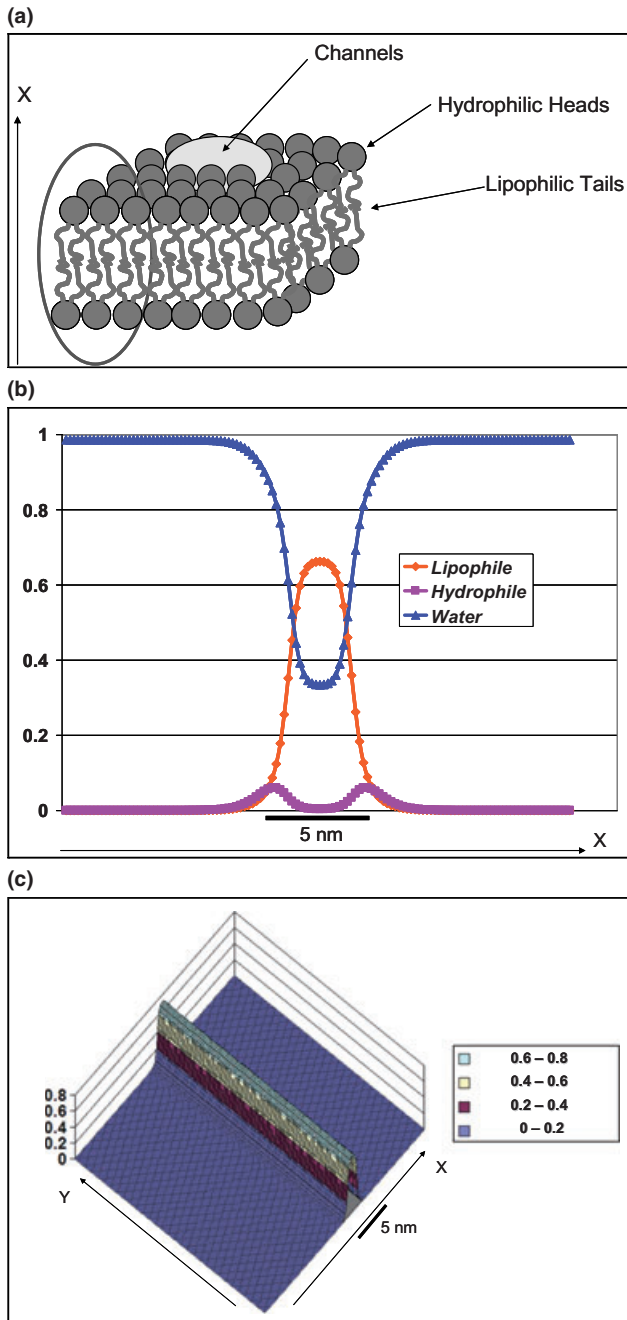 (a)
Channels
X
Hydrophilic Heads
Lipophilic Tails
(b)
1
0.8
0.6
0.4
0.2
0
Lipophile
Hydrophile
Water
5 nm
X
(c)
0.8
0.6
0.4
0.2
0
0.6 – 0.8
0.4 – 0.6
0.2 – 0.4
0 – 0.2
X
Y
5 nm